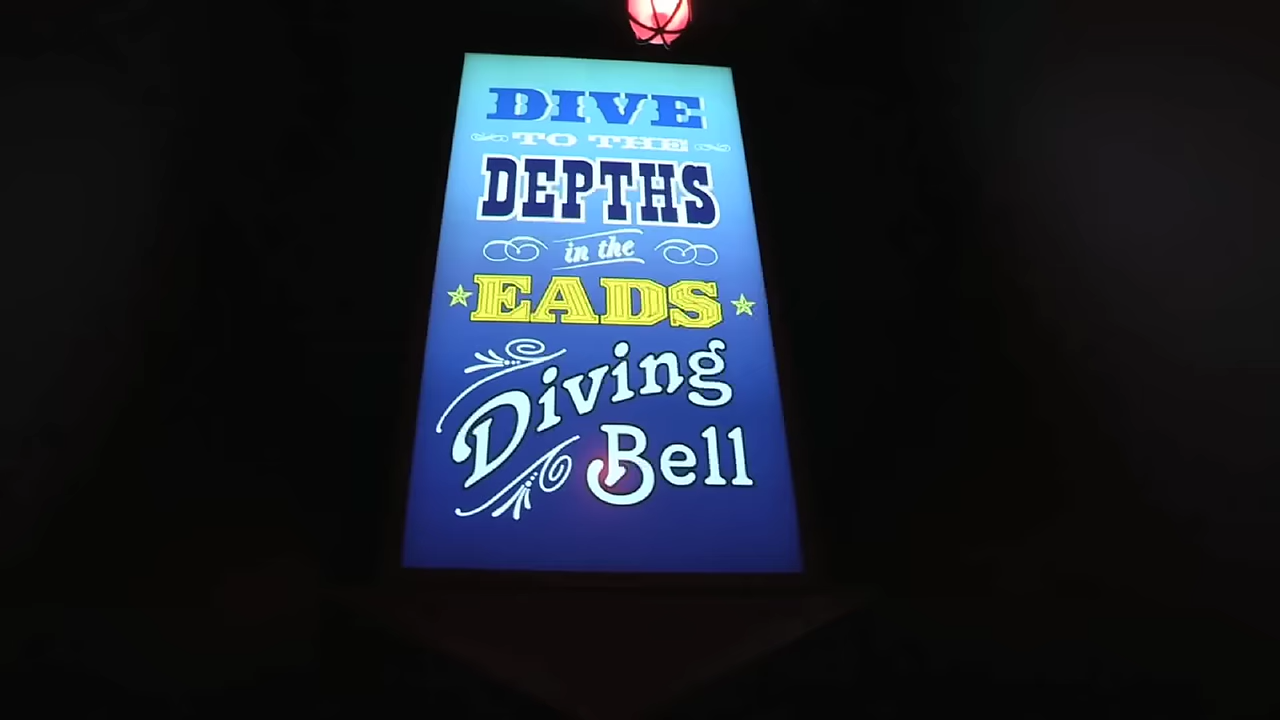 DIVE
TO THE
DEPTHS
in the
EADS
Diving
Bell